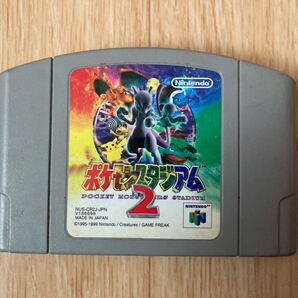 Nintendo
ポケモンスタジアム
2
POCKET MONSTERS STADIUM
NUS-CP2J-JPN
MADE IN JAPAN
©1995-1999 Nintendo / Creatures / GAME FREAK
NINTENDO 64